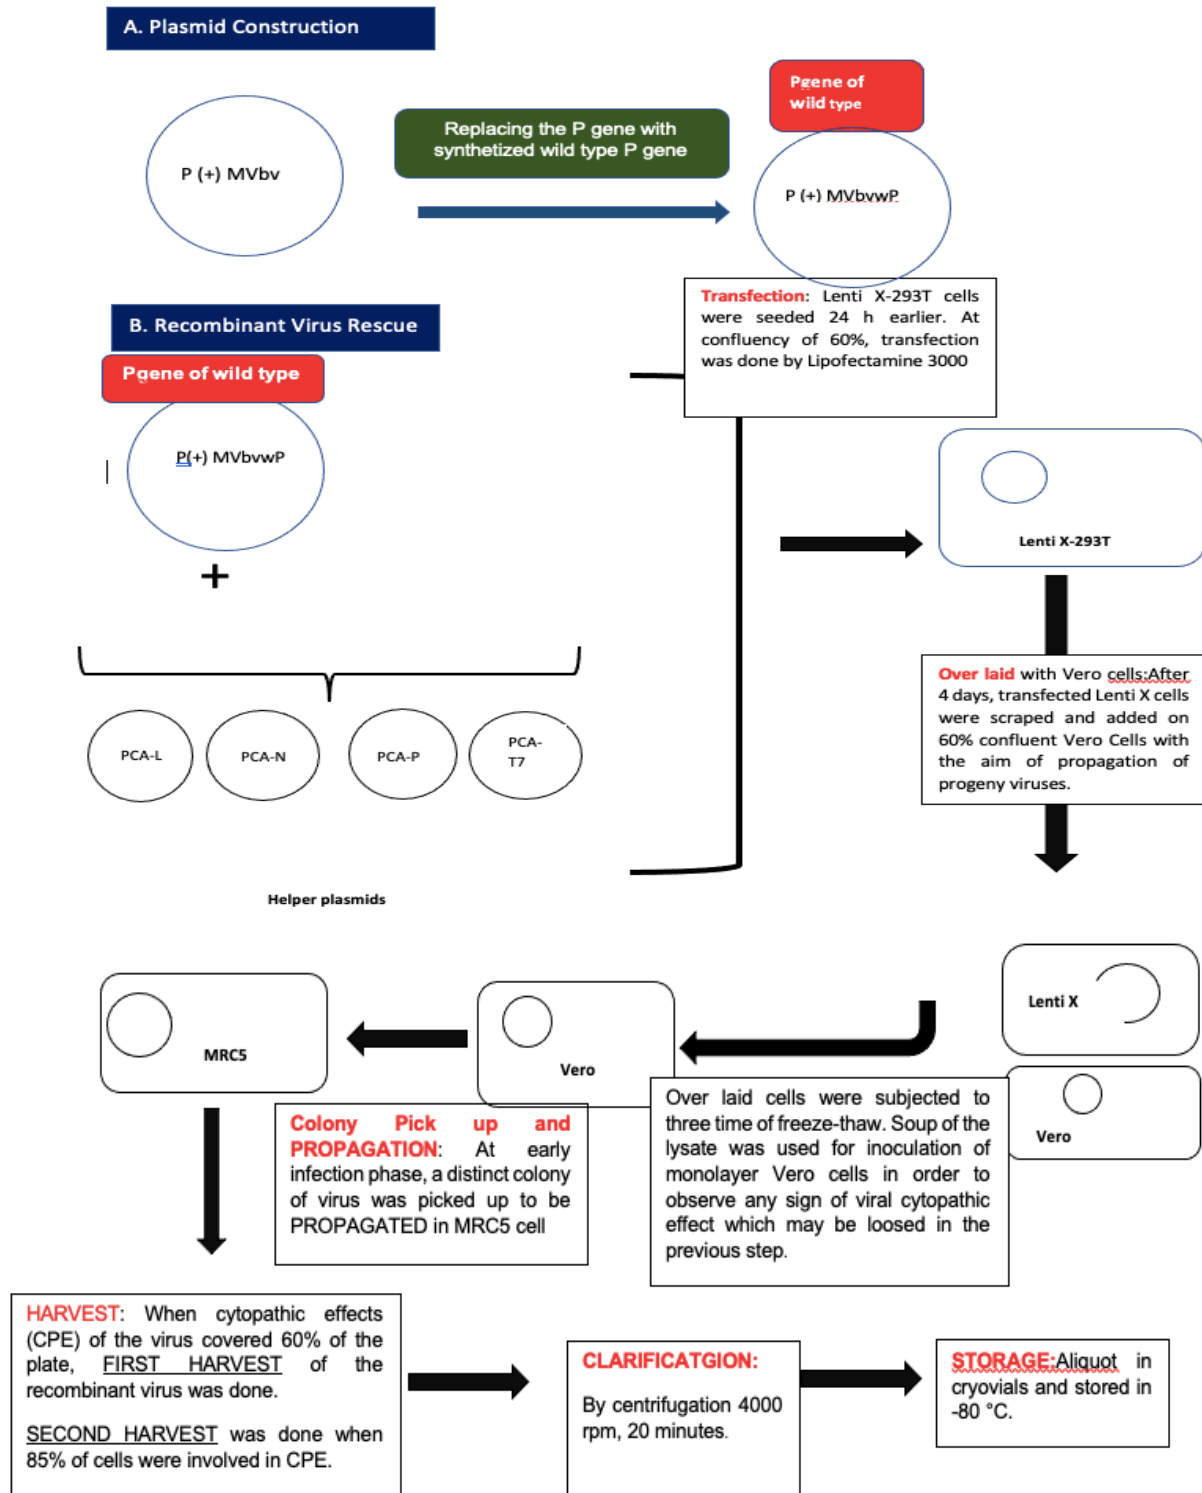 A. Plasmid Construction
P (+) MVbv
Replacing the P gene with
synthetized wild type P gene
Pgene of
wild type
P (+) MVbvwP
Transfection: Lenti X-293T cells
were seeded 24 h earlier. At
confluency of 60%, transfection
was done by Lipofectamine 3000
B. Recombinant Virus Rescue
Pgene of wild type
P(+) MVbvwP
+
PCA-L
PCA-N
PCA-P
PCA-
T7
Helper plasmids
Lenti X-293T
Over laid with Vero cells:After
4 days, transfected Lenti X cells
were scraped and added on
60% confluent Vero Cells with
the aim of propagation of
progeny viruses.
Lenti X
Vero
Over laid cells were subjected to
three time of freeze-thaw. Soup of the
lysate was used for inoculation of
monolayer Vero cells in order to
observe any sign of viral cytopathic
effect which may be loosed in the
previous step.
Vero
Colony Pick up and
PROPAGATION: At early
infection phase, a distinct colony
of virus was picked up to be
PROPAGATED in MRC5 cell
MRC5
HARVEST: When cytopathic effects
(CPE) of the virus covered 60% of the
plate, FIRST HARVEST of the
recombinant virus was done.
SECOND HARVEST was done when
85% of cells were involved in CPE.
CLARIFICATGION:
By centrifugation 4000
rpm, 20 minutes.
STORAGE:Aliquot in
cryovials and stored in
-80 °C.